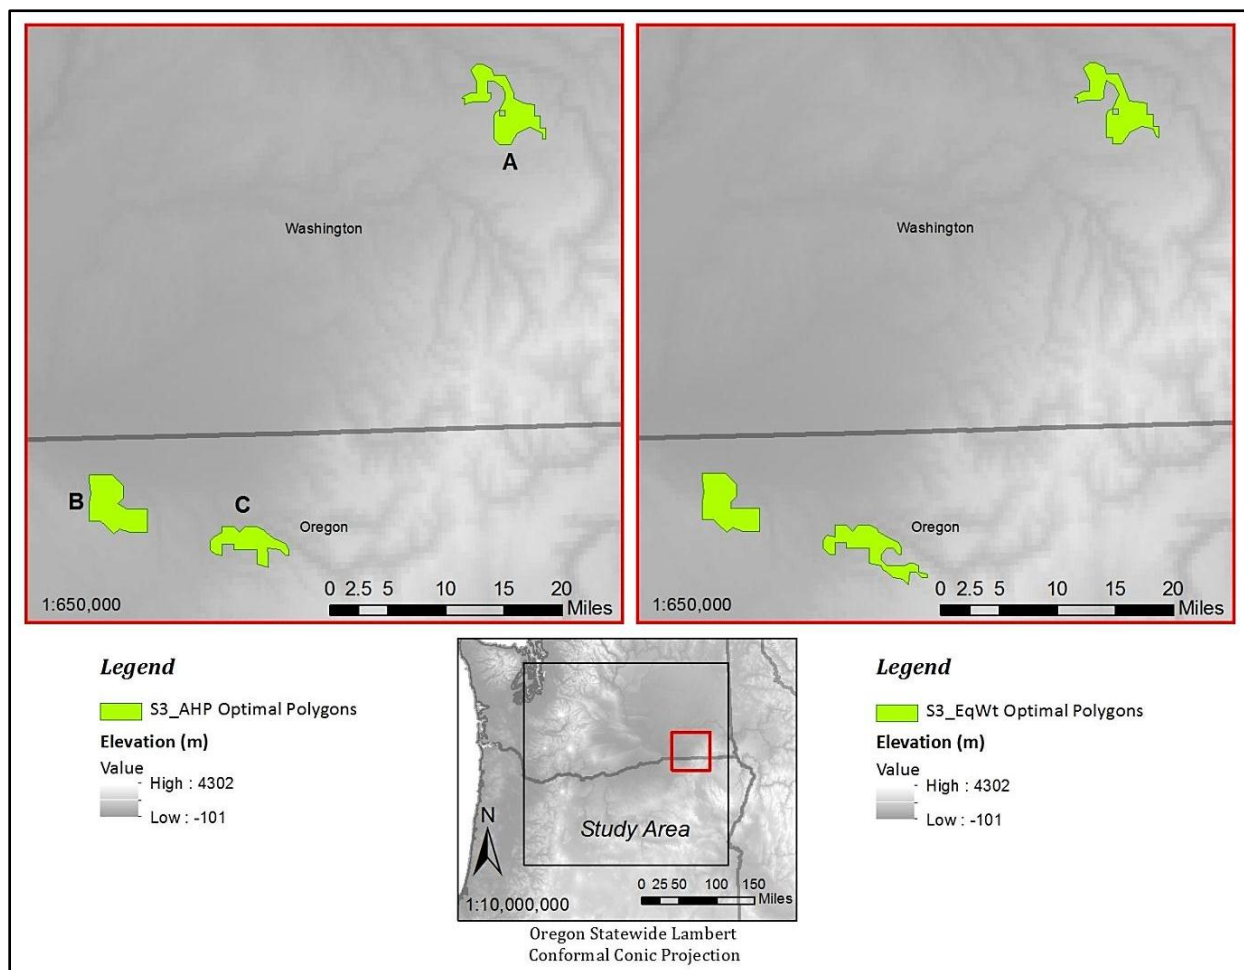 A
Washington
B
C
Oregon
0 2.5 5 10 15 20
Miles
1:650,000
Washington
Oregon
0 2.5 5 10 15 20
Miles
1:650,000
Legend
S3_AHP Optimal Polygons
Elevation (m)
Value
High : 4302
Low : -101
N
Study Area
0 25 50 100 150
Miles
1:10,000,000
Oregon Statewide Lambert
Conformal Conic Projection
Legend
S3_EqWt Optimal Polygons
Elevation (m)
Value
High : 4302
Low : -101